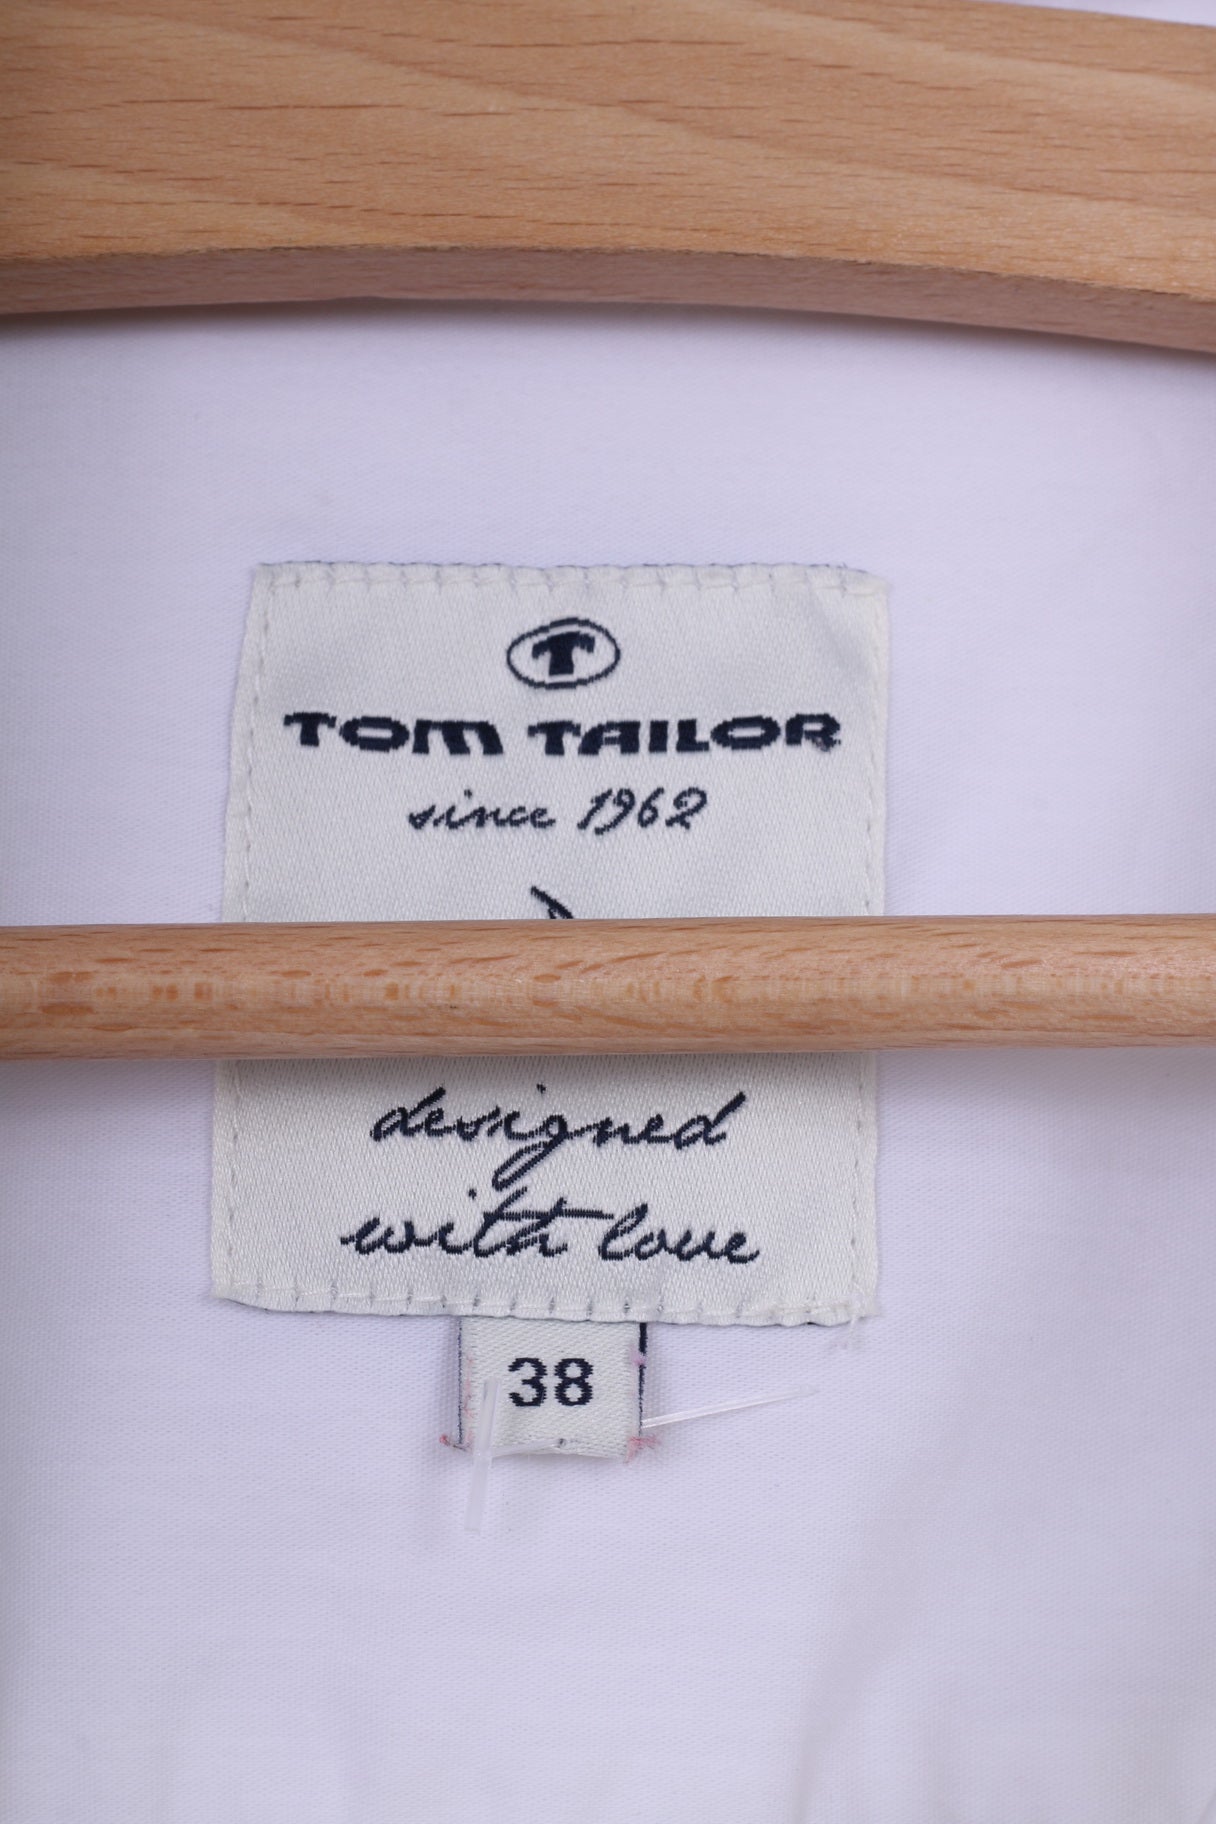 T
TOM TAILOR
since 1962
designed
with love
38